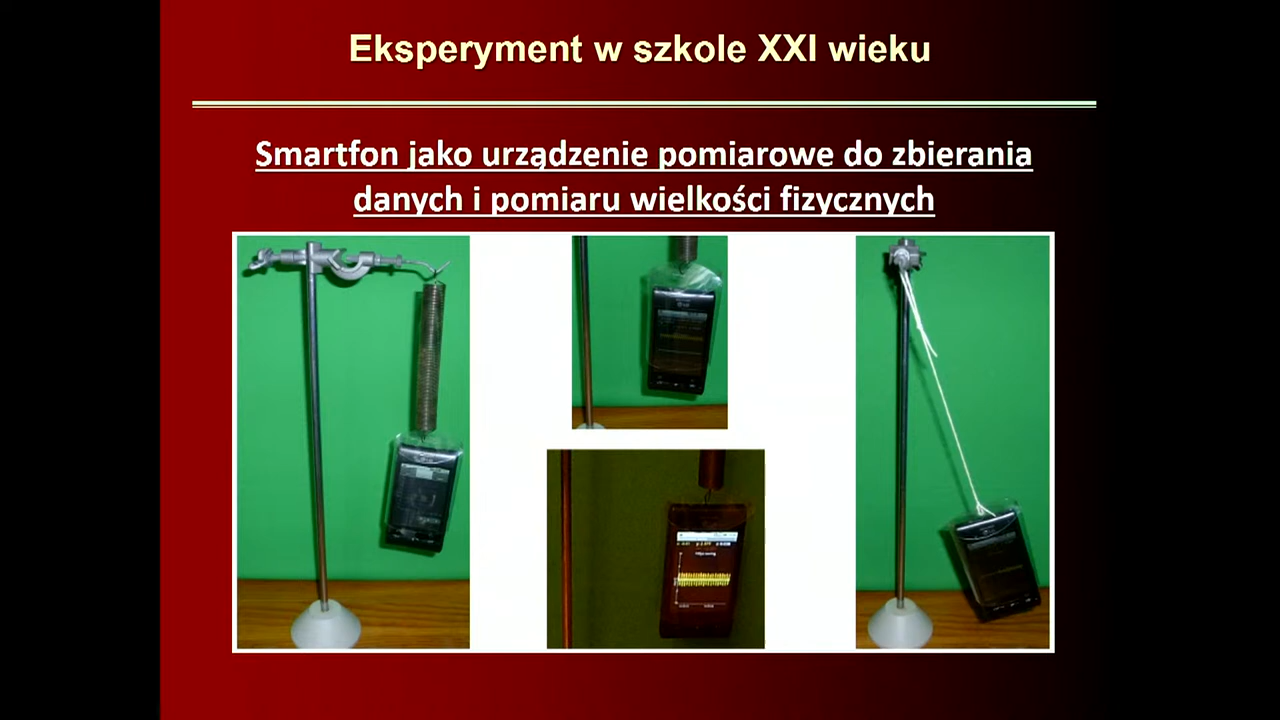 Eksperyment w szkole XXI wieku
Smartfon jako urządzenie pomiarowe do zbierania
danych i pomiaru wielkości fizycznych